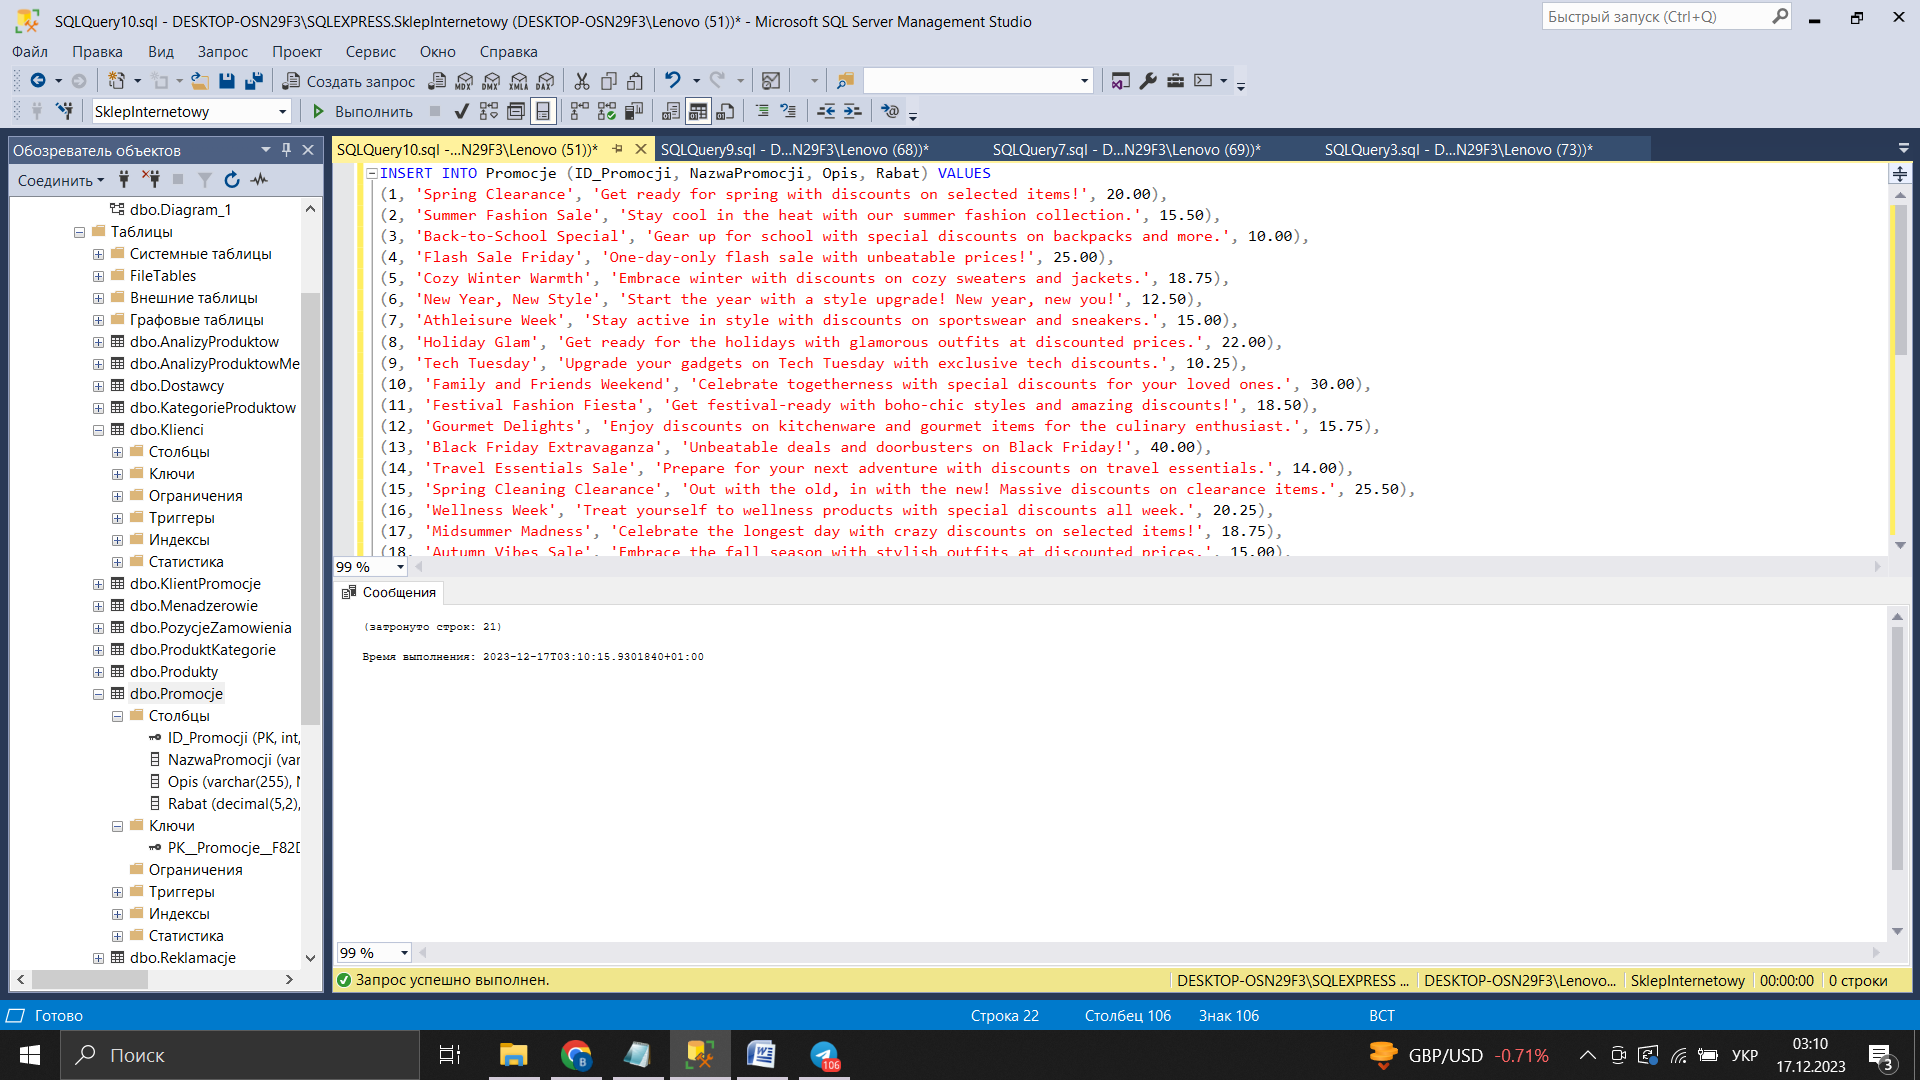 SQLQuery10.sql - DESKTOP-OSN29F3\SQLEXPRESS.SklepInternetowy (DESKTOP-OSN29F3\Lenovo (51))* - Microsoft SQL Server Management Studio
Быстрый запуск (Ctrl+Q)
Файл Правка Вид Запрос Проект Сервис Окно Справка
Создать запрос
MDX DMX XMLA DAX
SklepInternetowy
Выполнить
Обозреватель объектов
SQLQuery10.sql -...N29F3\Lenovo (51))*
SQLQuery9.sql - D...N29F3\Lenovo (68))*
SQLQuery7.sql - D...N29F3\Lenovo (69))*
SQLQuery3.sql - D...N29F3\Lenovo (73))*
Соединить
dbo.Diagram_1
Таблицы
Системные таблицы
FileTables
Внешние таблицы
Графовые таблицы
dbo.AnalizyProduktow
dbo.AnalizyProduktowMe
dbo.Dostawcy
dbo.KategorieProduktow
dbo.Klienci
Столбцы
Ключи
Ограничения
Триггеры
Индексы
Статистика
dbo.KlientPromocje
dbo.Menadzerowie
dbo.PozycjeZamowienia
dbo.ProduktKategorie
dbo.Produkty
dbo.Promocje
Столбцы
ID_Promocji (PK, int,
NazwaPromocji (var
Opis (varchar(255), N
Rabat (decimal(5,2),
Ключи
PK__Promocje__F82D
Ограничения
Триггеры
Индексы
Статистика
dbo.Reklamacje
INSERT INTO Promocje (ID_Promocji, NazwaPromocji, Opis, Rabat) VALUES
(1, 'Spring Clearance', 'Get ready for spring with discounts on selected items!', 20.00),
(2, 'Summer Fashion Sale', 'Stay cool in the heat with our summer fashion collection.', 15.50),
(3, 'Back-to-School Special', 'Gear up for school with special discounts on backpacks and more.', 10.00),
(4, 'Flash Sale Friday', 'One-day-only flash sale with unbeatable prices!', 25.00),
(5, 'Cozy Winter Warmth', 'Embrace winter with discounts on cozy sweaters and jackets.', 18.75),
(6, 'New Year, New Style', 'Start the year with a style upgrade! New year, new you!', 12.50),
(7, 'Athleisure Week', 'Stay active in style with discounts on sportswear and sneakers.', 15.00),
(8, 'Holiday Glam', 'Get ready for the holidays with glamorous outfits at discounted prices.', 22.00),
(9, 'Tech Tuesday', 'Upgrade your gadgets on Tech Tuesday with exclusive tech discounts.', 10.25),
(10, 'Family and Friends Weekend', 'Celebrate togetherness with special discounts for your loved ones.', 30.00),
(11, 'Festival Fashion Fiesta', 'Get festival-ready with boho-chic styles and amazing discounts!', 18.50),
(12, 'Gourmet Delights', 'Enjoy discounts on kitchenware and gourmet items for the culinary enthusiast.', 15.75),
(13, 'Black Friday Extravaganza', 'Unbeatable deals and doorbusters on Black Friday!', 40.00),
(14, 'Travel Essentials Sale', 'Prepare for your next adventure with discounts on travel essentials.', 14.00),
(15, 'Spring Cleaning Clearance', 'Out with the old, in with the new! Massive discounts on clearance items.', 25.50),
(16, 'Wellness Week', 'Treat yourself to wellness products with special discounts all week.', 20.25),
(17, 'Midsummer Madness', 'Celebrate the longest day with crazy discounts on selected items!', 18.75),
(18, 'Autumn Vibes Sale', 'Embrace the fall season with stylish outfits at discounted prices.', 15.00),
99 %
Сообщения
(затронуто строк: 21)
Время выполнения: 2023-12-17T03:10:15.9301840+01:00
99 %
Запрос успешно выполнен.
DESKTOP-OSN29F3\SQLEXPRESS ...
DESKTOP-OSN29F3\Lenovo...
SklepInternetowy
00:00:00
0 строки
Готово
Строка 22
Столбец 106
Знак 106
ВСТ
Поиск
106
GBP/USD -0.71%
УКР
03:10
17.12.2023
3